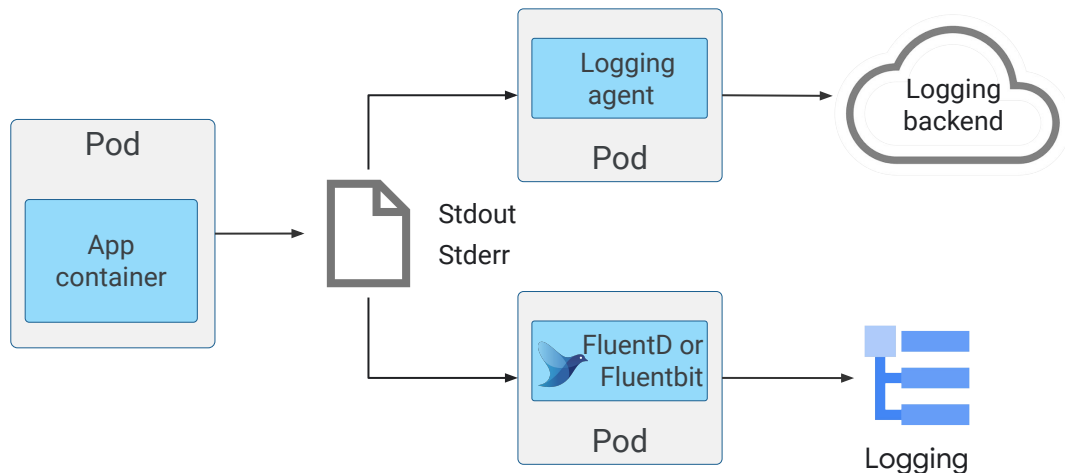 Pod
App
container
Stdout
Stderr
Logging
agent
Pod
Logging
backend
FluentD or
Fluentbit
Pod
Logging